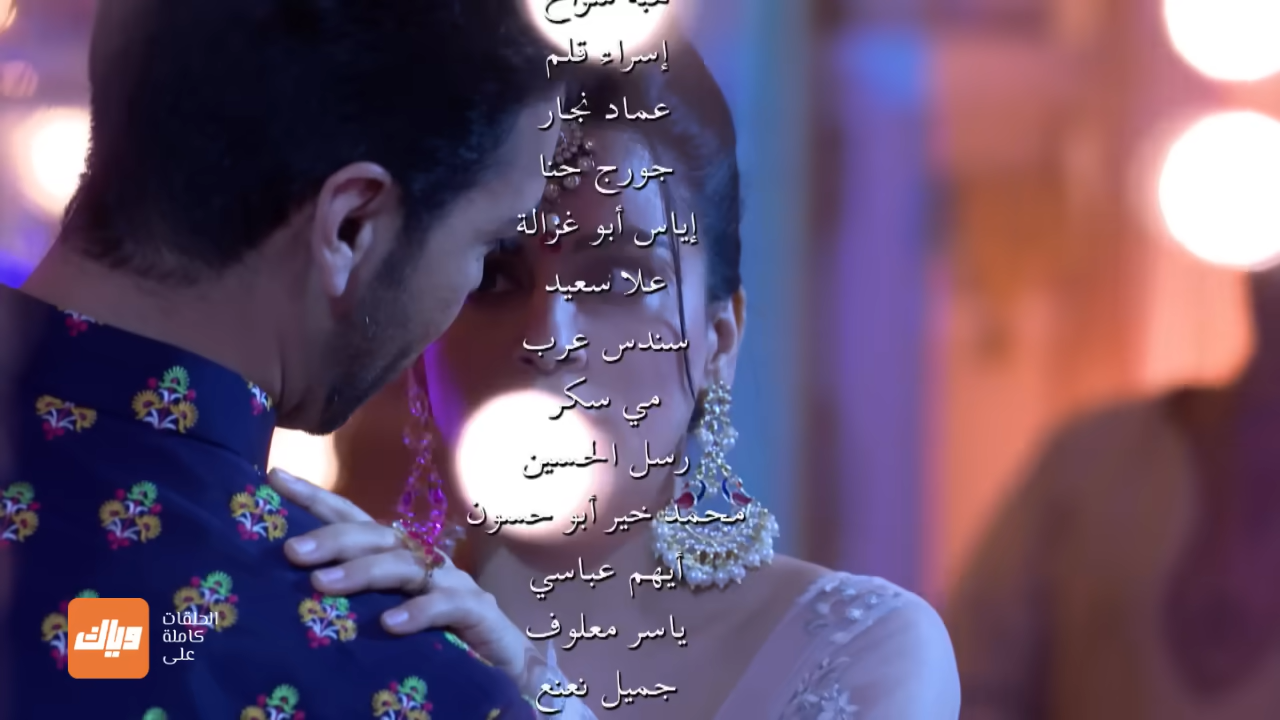 إسراء قلم
عماد نجار
جورج حنا
إياس أبو غزالة
علا سعيد
سندس عرب
مي سكر
رسل الحسين
محمد خير أبو حسون
أيهم عباسي
ياسر معلوف
جميل نعنع
وياك
الحلقات
كاملة
على